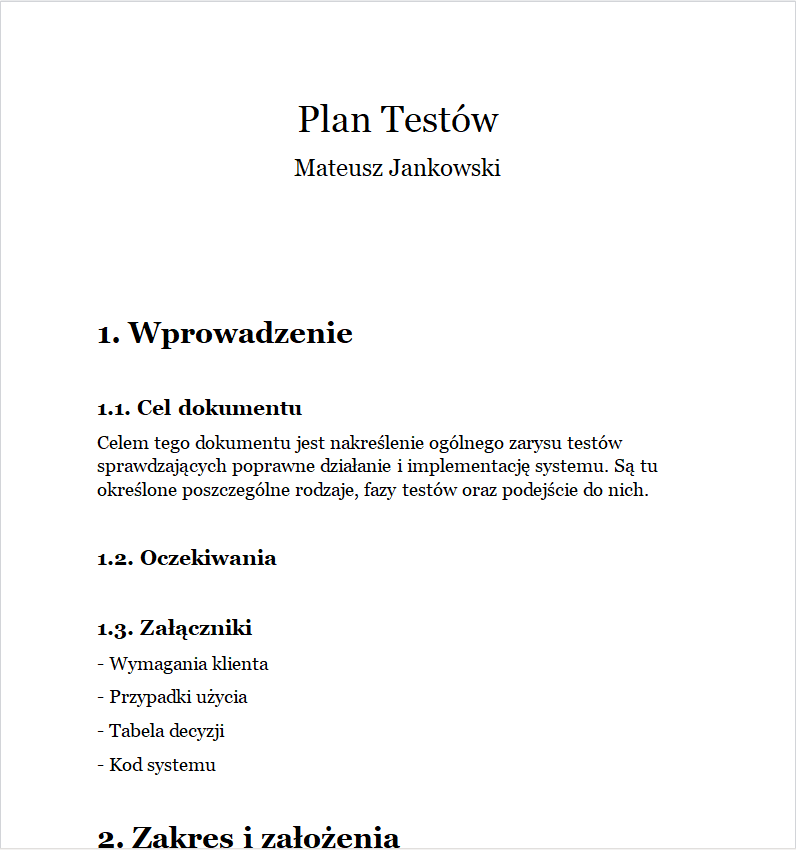 Plan Testów
Mateusz Jankowski
1. Wprowadzenie
1.1. Cel dokumentu
Celem tego dokumentu jest nakreślenie ogólnego zarysu testów
sprawdzających poprawne działanie i implementację systemu. Są tu
określone poszczególne rodzaje, fazy testów oraz podejście do nich.
1.2. Oczekiwania
1.3. Załączniki
- Wymagania klienta
- Przypadki użycia
- Tabela decyzji
- Kod systemu
2. Zakres i założenia